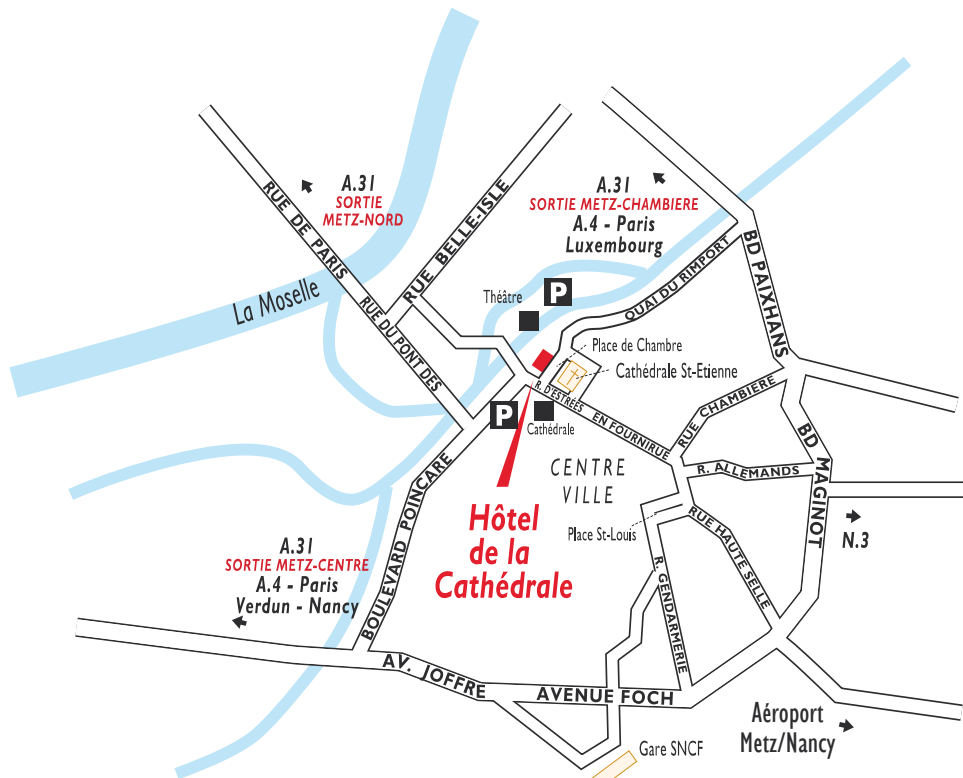 A.31
SORTIE
METZ-NORD
RUE DE PARIS
RUE BELLE-ISLE
A.31
SORTIE METZ-CHAMBIERE
A.4 - Paris
Luxembourg
BD PAIXHANS
La Moselle
RUE DU PONT DES
Théâtre
P
QUAI DU RIMPORT
Place de Chambre
Cathédrale St-Etienne
R. D'ESTRÉES
EN FOURNIRUE
RUE CHAMBIERE
P
Cathédrale
CENTRE
VILLE
R. ALLEMANDS
BD MAGINOT
BOULEVARD POINCARE
Hôtel
de la
Cathédrale
Place St-Louis
RUE HAUTE SELLE
N.3
A.31
SORTIE METZ-CENTRE
A.4 - Paris
Verdun - Nancy
R. GENDARMERIE
AV. JOFFRE
AVENUE FOCH
Aéroport
Metz/Nancy
Gare SNCF